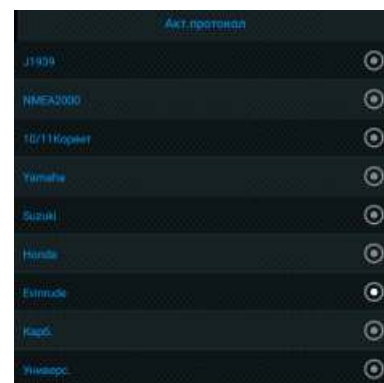 Акт.протокол
J1939
NMEA2000
10/11Корвет
Yamaha
Suzuki
Honda
Evinrude
Карб.
Универс.